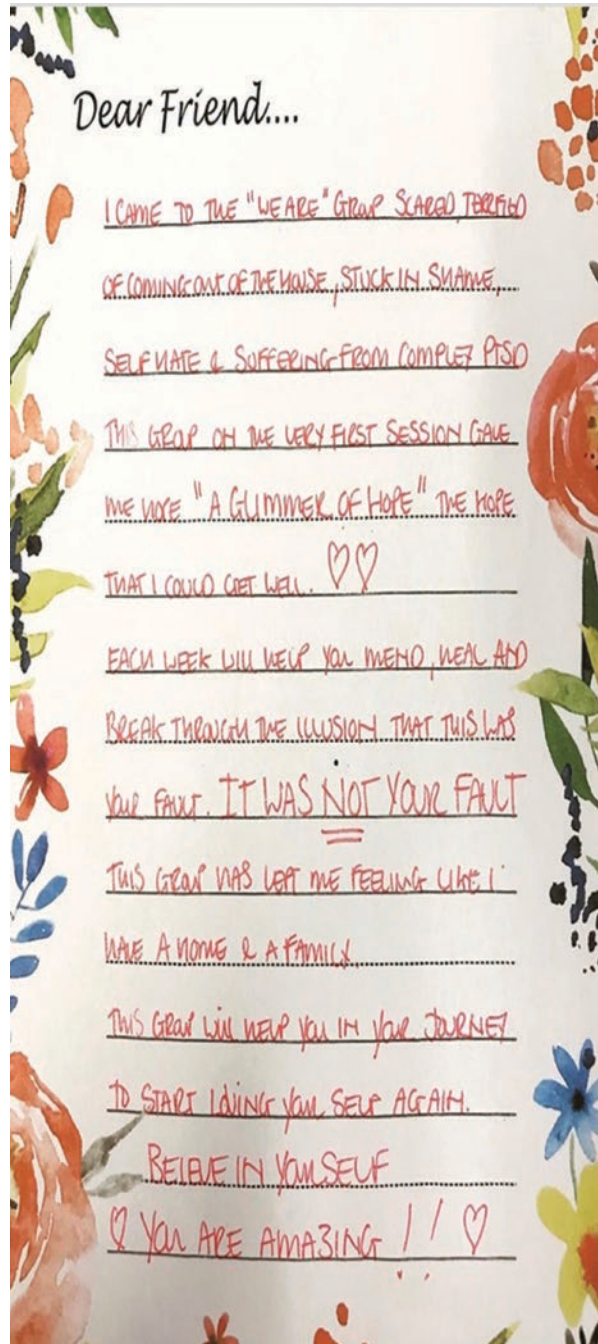 Dear Friend....
I CAME TO THE "WE ARE" GROUP SCARED, TERRIFIED
OF COMING OUT OF THE HOUSE, STUCK IN SHAME,
SELF HATE & SUFFERING FROM COMPLEX PTSD
THIS GROUP ON THE VERY FIRST SESSION GAVE
ME HOPE "A GLIMMER OF HOPE" THE HOPE
THAT I COULD GET WELL. ♡♡
EACH WEEK WILL HELP YOU MEND, HEAL AND
BREAK THROUGH THE ILLUSION THAT THIS WAS
YOUR FAULT. IT WAS NOT YOUR FAULT
THIS GROUP HAS LEFT ME FEELING LIKE I
HAVE A HOME & A FAMILY.
THIS GROUP WILL HELP YOU IN YOUR JOURNEY
TO START LOVING YOUR SELF AGAIN.
BELEVE IN YOURSELF
♡ YOU ARE AMAZING !! ♡